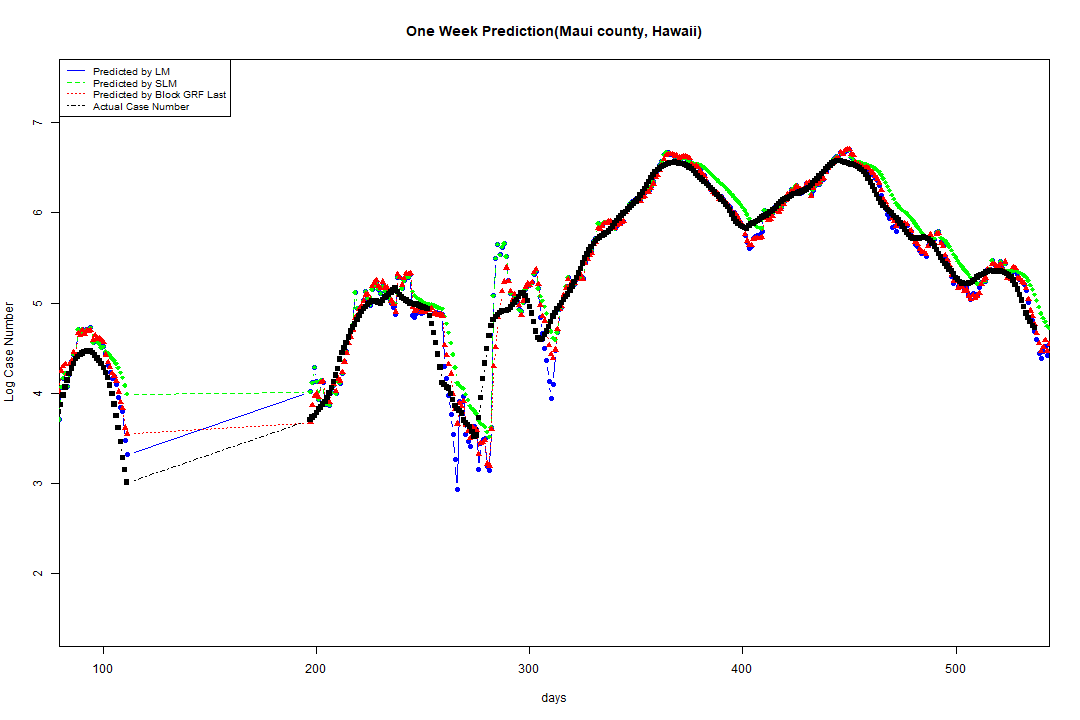 One Week Prediction(Maui county, Hawaii)
Predicted by LM
Predicted by SLM
Predicted by Block GRF Last
Actual Case Number
Log Case Number
7
6
5
4
3
2
100
200
300
400
500
days